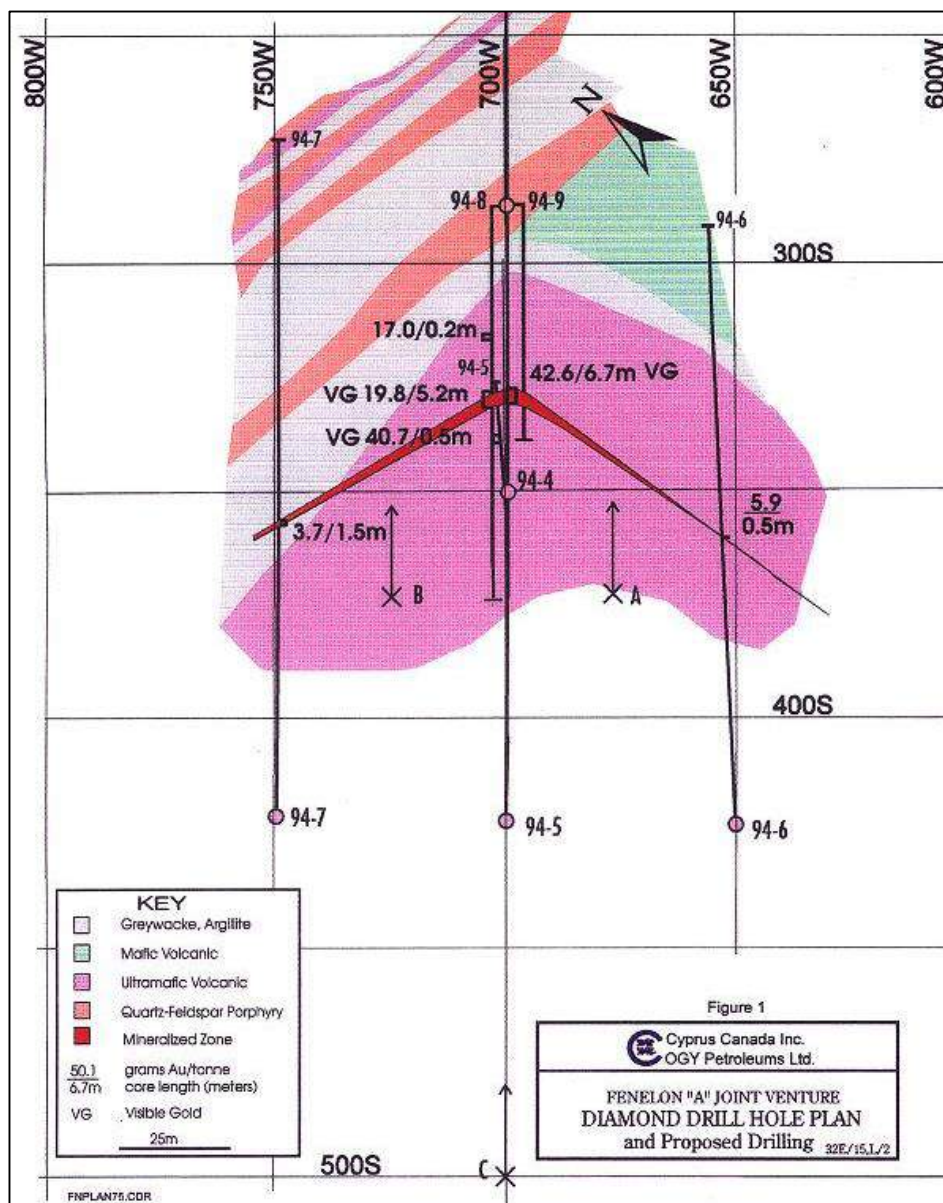 800W
750W
700W
650W
600W
N
94-7
94-8
94-9
94-6
300S
17.0/0.2m
94-5
42.6/6.7m VG
VG 19.8/5.2m
VG 40.7/0.5m
94-4
5.9
0.5m
3.7/1.5m
B
A
400S
94-7
94-5
94-6
KEY
Greywacke, Argillite
Mafic Volcanic
Ultramafic Volcanic
Quartz-Feldspar Porphyry
Mineralized Zone
50.1
6.7m
grams Au/tonne
core length (meters)
VG Visible Gold
25m
Figure 1
Cyprus Canada Inc.
OGY Petroleums Ltd.
FENELON "A" JOINT VENTURE
DIAMOND DRILL HOLE PLAN
and Proposed Drilling
32E/15,L/2
500S
C
FNPLAN75.CDR